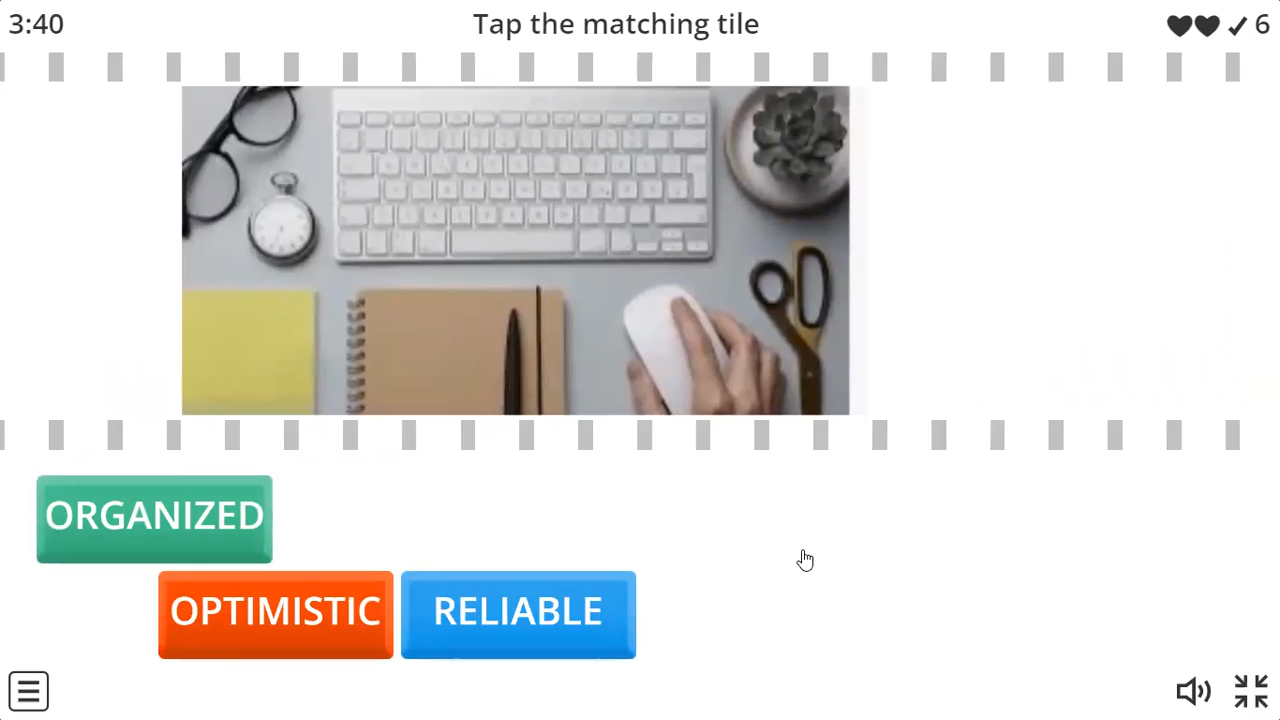 3:40
Tap the matching tile
6
ORGANIZED
OPTIMISTIC
RELIABLE